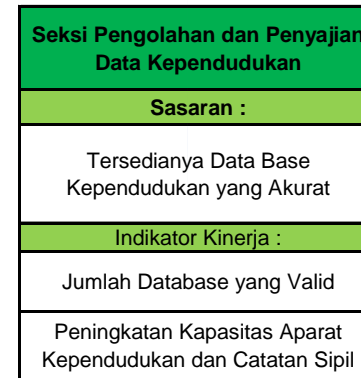 Seksi Pengolahan dan Penyajian
Data Kependudukan
Sasaran :
Tersedianya Data Base
Kependudukan yang Akurat
Indikator Kinerja :
Jumlah Database yang Valid
Peningkatan Kapasitas Aparat
Kependudukan dan Catatan Sipil